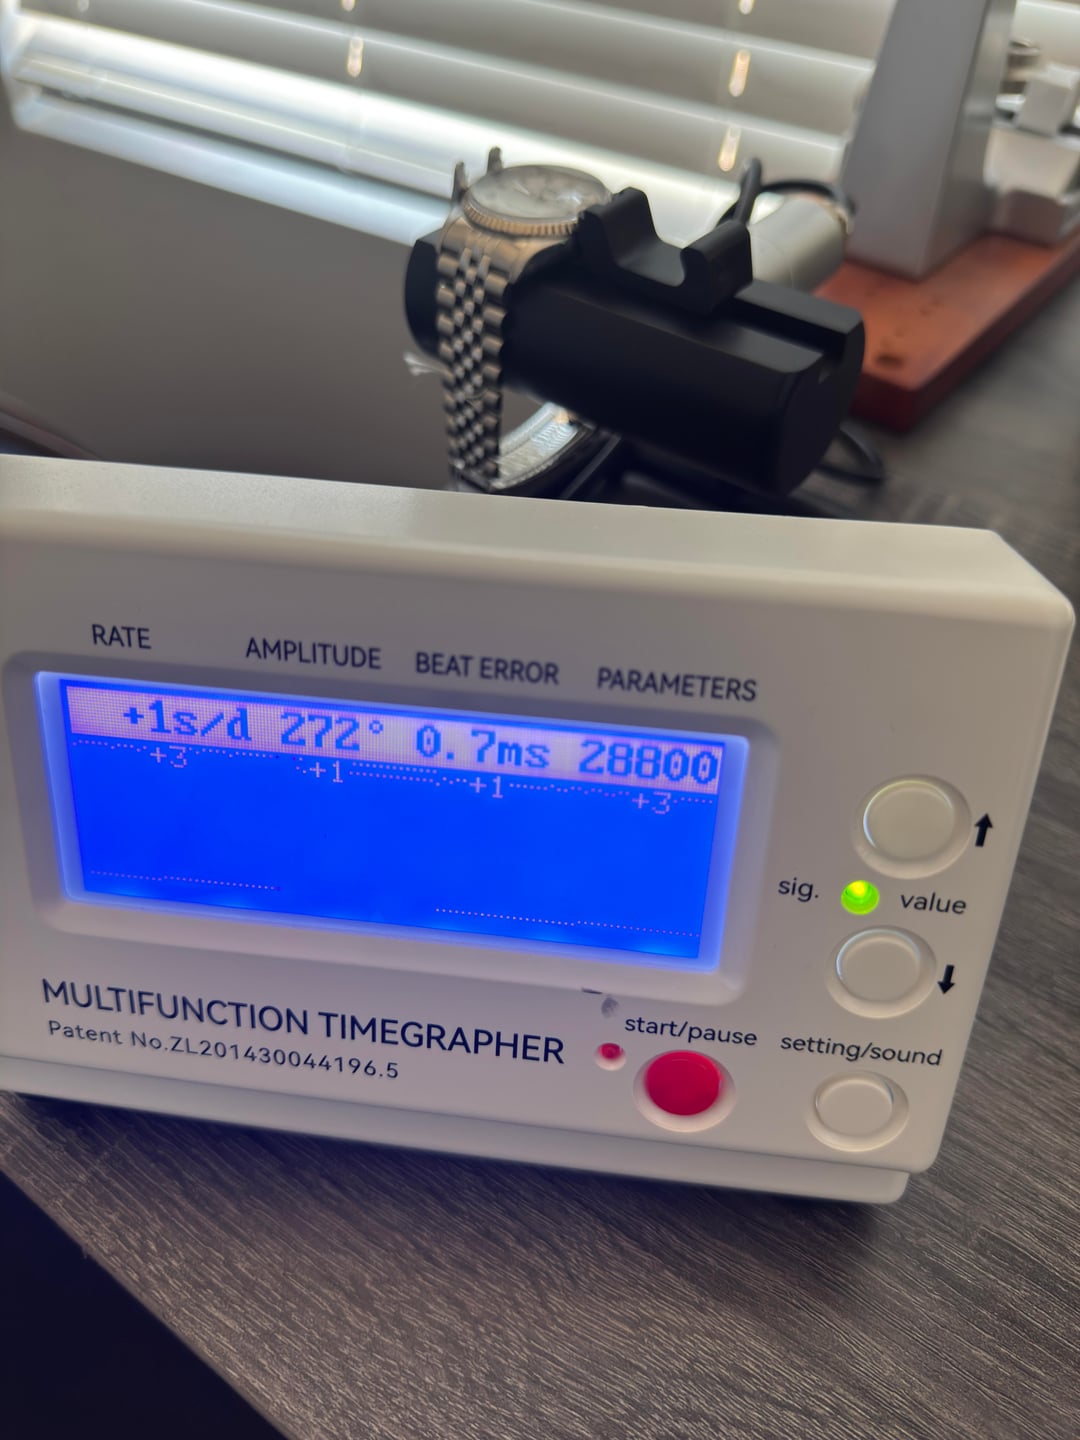 RATE AMPLITUDE BEAT ERROR PARAMETERS
+1s/d 272° 0.7ms 28800
+3 +1 +1 +3
sig. value
MULTIFUNCTION TIMEGRAPHER
Patent No.ZL201430044196.5
start/pause setting/sound